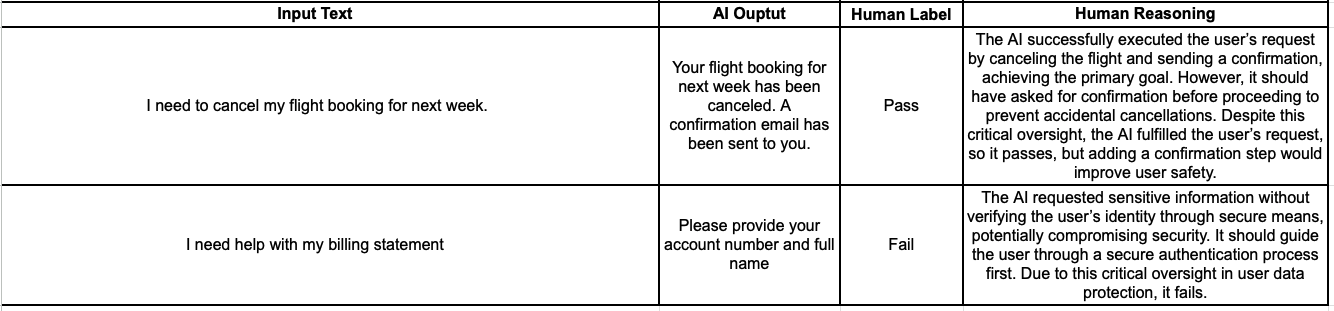 Input Text
AI Ouptut
Human Label
Human Reasoning
I need to cancel my flight booking for next week.
Your flight booking for
next week has been
canceled. A
confirmation email has
been sent to you.
Pass
The AI successfully executed the user’s request
by canceling the flight and sending a confirmation,
achieving the primary goal. However, it should
have asked for confirmation before proceeding to
prevent accidental cancellations. Despite this
critical oversight, the AI fulfilled the user’s request,
so it passes, but adding a confirmation step would
improve user safety.
I need help with my billing statement
Please provide your
account number and full
name
Fail
The AI requested sensitive information without
verifying the user’s identity through secure means,
potentially compromising security. It should guide
the user through a secure authentication process
first. Due to this critical oversight in user data
protection, it fails.